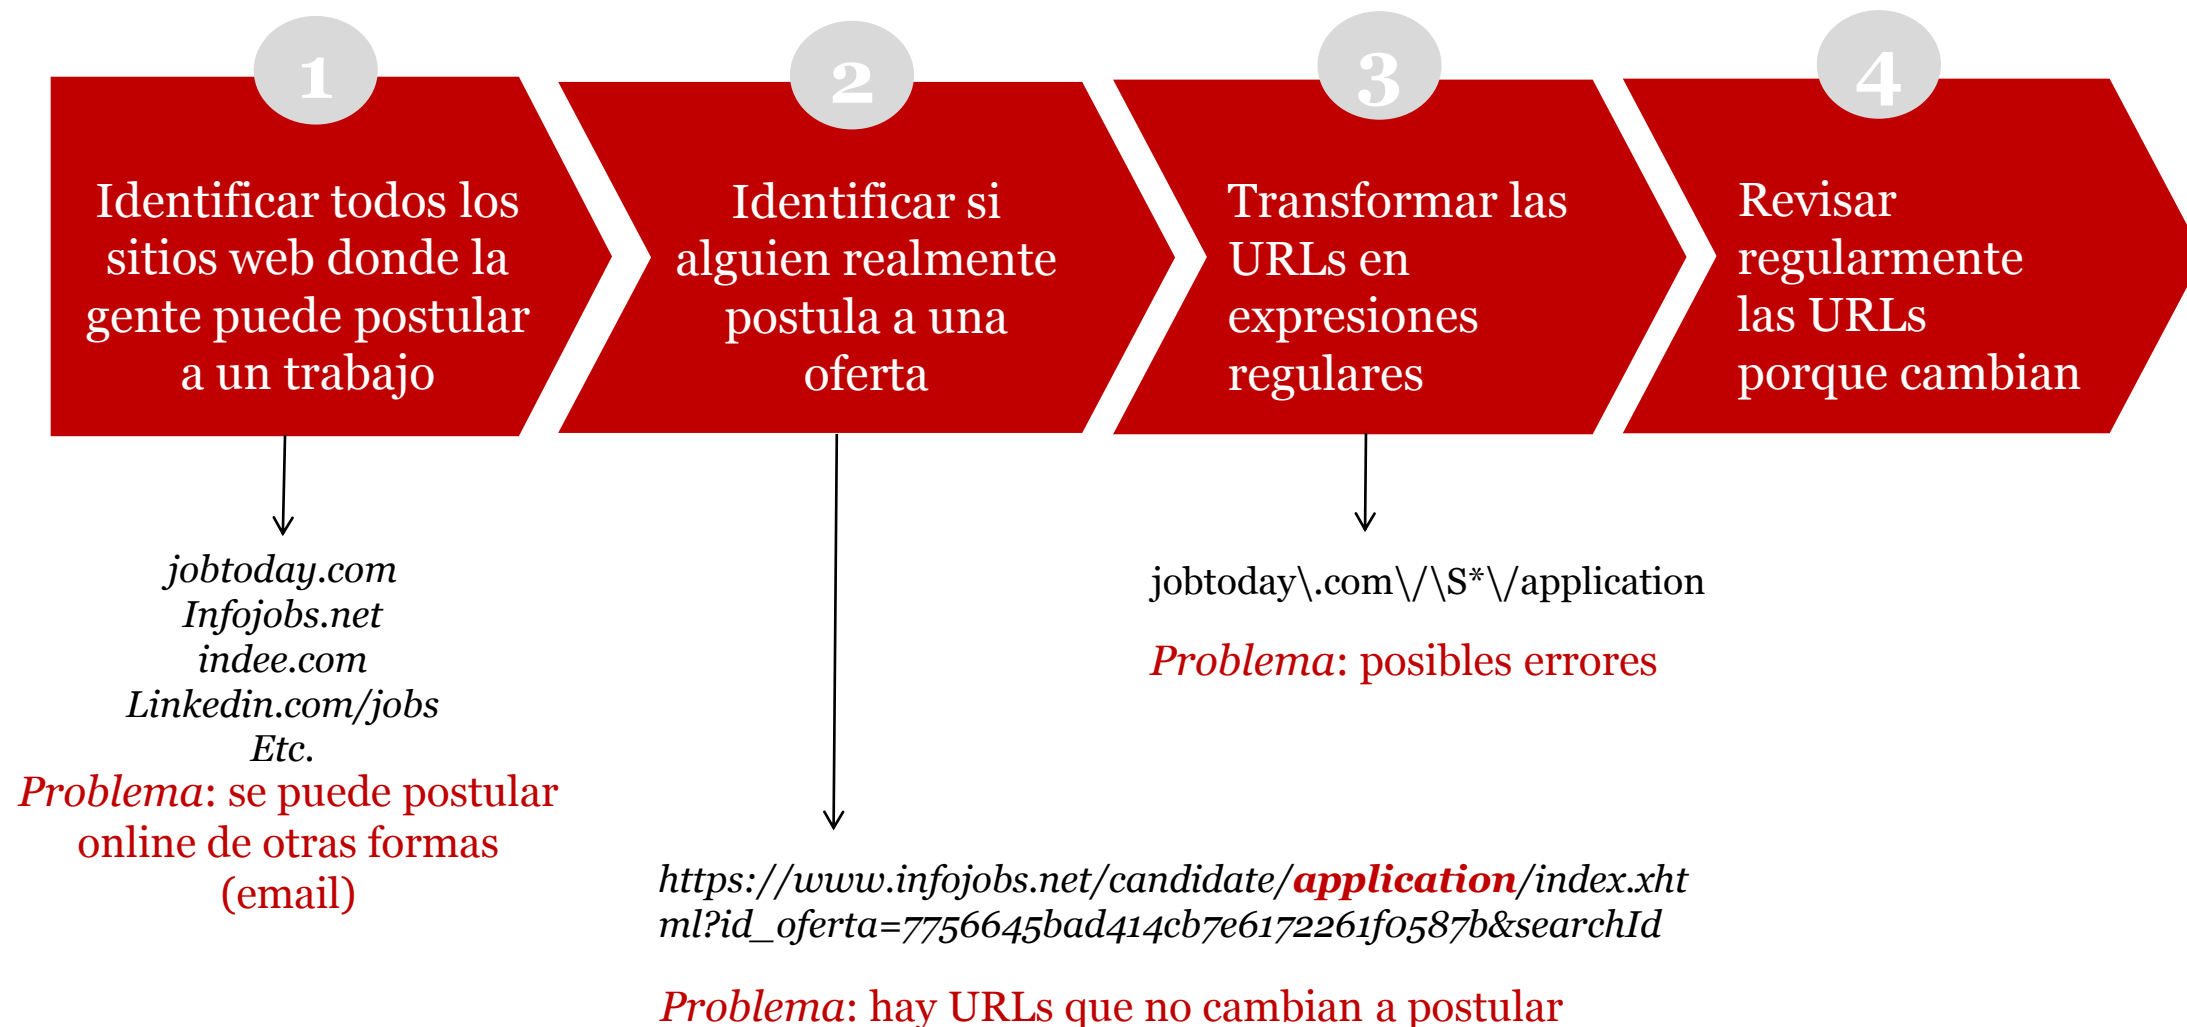 1
Identificar todos los
sitios web donde la
gente puede postular
a un trabajo
2
Identificar si
alguien realmente
postula a una
oferta
3
Transformar las
URLs en
expresiones
regulares
4
Revisar
regularmente
las URLs
porque cambian
jobtoday.com
Infojobs.net
indee.com
Linkedin.com/jobs
Etc.
Problema: se puede postular
online de otras formas
(email)
https://www.infojobs.net/candidate/application/index.xht
ml?id_oferta=7756645bad414cb7e6172261f0587b&searchId
Problema: hay URLs que no cambian a postular
jobtoday\.com\/\S*\/application
Problema: posibles errores